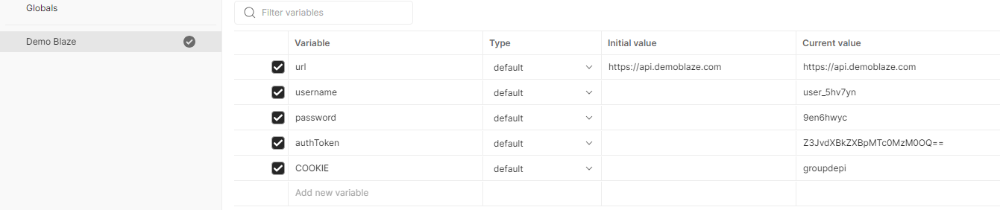 Globals
Filter variables
Demo Blaze
Variable Type Initial value Current value
url default https://api.demoblaze.com https://api.demoblaze.com
username default user_5hv7yn
password default 9en6hwyc
authToken default Z3JvdXBkZXBpMTc0MzM0OQ==
COOKIE default groupdepi
Add new variable